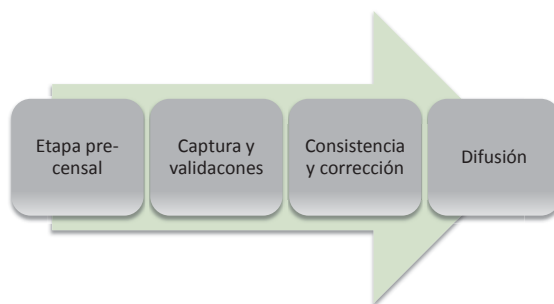 Etapa pre-
censal
Captura y
validacones
Consistencia
y corrección
Difusión